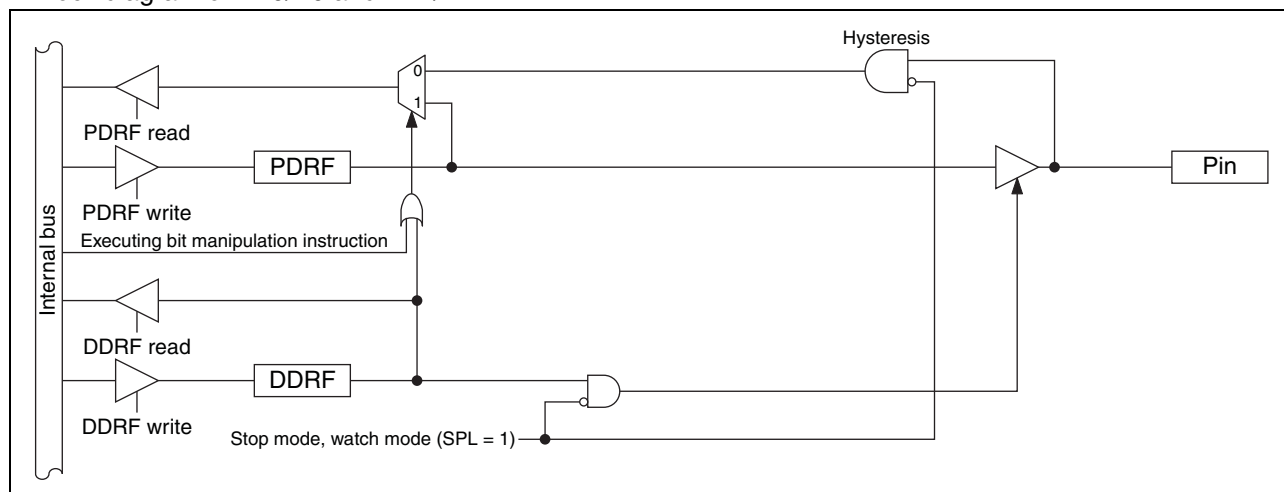 Hysteresis
0
1
PDRF read
PDRF
Pin
PDRF write
Executing bit manipulation instruction
Internal bus
DDRF read
DDRF
DDRF write
Stop mode, watch mode (SPL = 1)